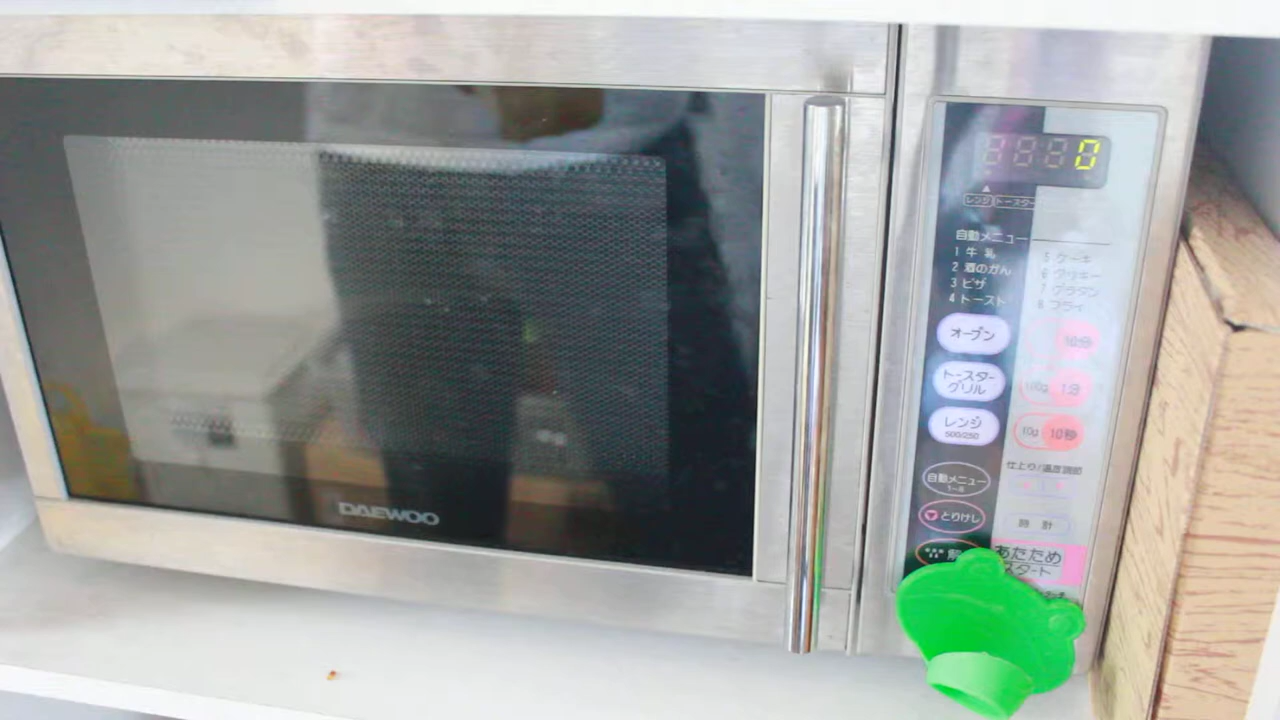 DAEWOO
0
レンジ トースター
自動メニュー
1 牛乳
2 酒のかん
3 ピザ
4 トースト
5 ケーキ
6 クッキー
7 グラタン
8 フライ
オーブン
10分
トースター
グリル
100g 1分
レンジ
500/250
10g 10秒
仕上り/温度調節
自動メニュー
1~8
とりけし
時計
あたため
スタート